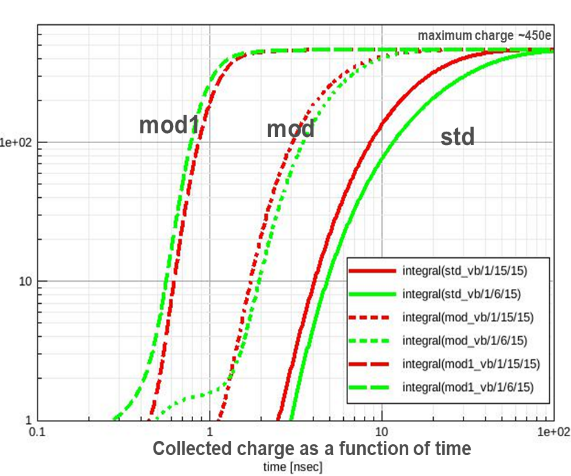 maximum charge ~450e
mod1
mod
std
1e+02
10
1
integral(std_vb/1/15/15)
integral(std_vb/1/6/15)
integral(mod_vb/1/15/15)
integral(mod_vb/1/6/15)
integral(mod1_vb/1/15/15)
integral(mod1_vb/1/6/15)
0.1 1 10 1e+02
Collected charge as a function of time
time [nsec]